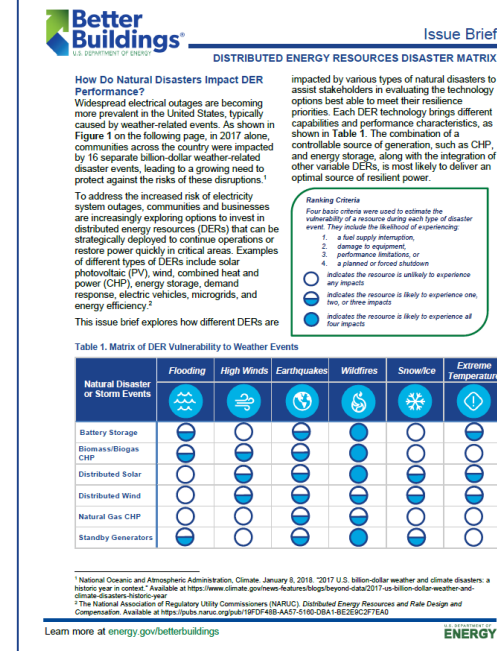 Better
Buildings®
U.S. DEPARTMENT OF ENERGY
Issue Brief
DISTRIBUTED ENERGY RESOURCES DISASTER MATRIX
How Do Natural Disasters Impact DER
Performance?
Widespread electrical outages are becoming
more prevalent in the United States, typically
caused by weather-related events. As shown in
Figure 1 on the following page, in 2017 alone,
communities across the country were impacted
by 16 separate billion-dollar weather-related
disaster events, leading to a growing need to
protect against the risks of these disruptions.¹
To address the increased risk of electricity
system outages, communities and businesses
are increasingly exploring options to invest in
distributed energy resources (DERs) that can be
strategically deployed to continue operations or
restore power quickly in critical areas. Examples
of different types of DERs include solar
photovoltaic (PV), wind, combined heat and
power (CHP), energy storage, demand
response, electric vehicles, microgrids, and
energy efficiency.²
This issue brief explores how different DERs are
impacted by various types of natural disasters to
assist stakeholders in evaluating the technology
options best able to meet their resilience
priorities. Each DER technology brings different
capabilities and performance characteristics, as
shown in Table 1. The combination of a
controllable source of generation, such as CHP,
and energy storage, along with the integration of
other variable DERs, is most likely to deliver an
optimal source of resilient power.
Ranking Criteria
Four basic criteria were used to estimate the
vulnerability of a resource during each type of disaster
event. They include the likelihood of experiencing:
1. a fuel supply interruption,
2. damage to equipment,
3. performance limitations, or
4. a planned or forced shutdown
indicates the resource is unlikely to experience
any impacts
indicates the resource is likely to experience one,
two, or three impacts
indicates the resource is likely to experience all
four impacts
Table 1. Matrix of DER Vulnerability to Weather Events
Natural Disaster
or Storm Events
Flooding
High Winds
Earthquakes
Wildfires
Snow/Ice
Extreme
Temperature
Battery Storage
Biomass/Biogas
CHP
Distributed Solar
Distributed Wind
Natural Gas CHP
Standby Generators
¹ National Oceanic and Atmospheric Administration, Climate. January 8, 2018. "2017 U.S. billion-dollar weather and climate disasters: a
historic year in context." Available at https://www.climate.gov/news-features/blogs/beyond-data/2017-us-billion-dollar-weather-and-
climate-disasters-historic-year
² The National Association of Regulatory Utility Commissioners (NARUC). Distributed Energy Resources and Rate Design and
Compensation. Available at https://pubs.naruc.org/pub/19FDF48B-AA57-5160-DBA1-BE2E9C2F7EA0
Learn more at energy.gov/betterbuildings
U.S. DEPARTMENT OF
ENERGY